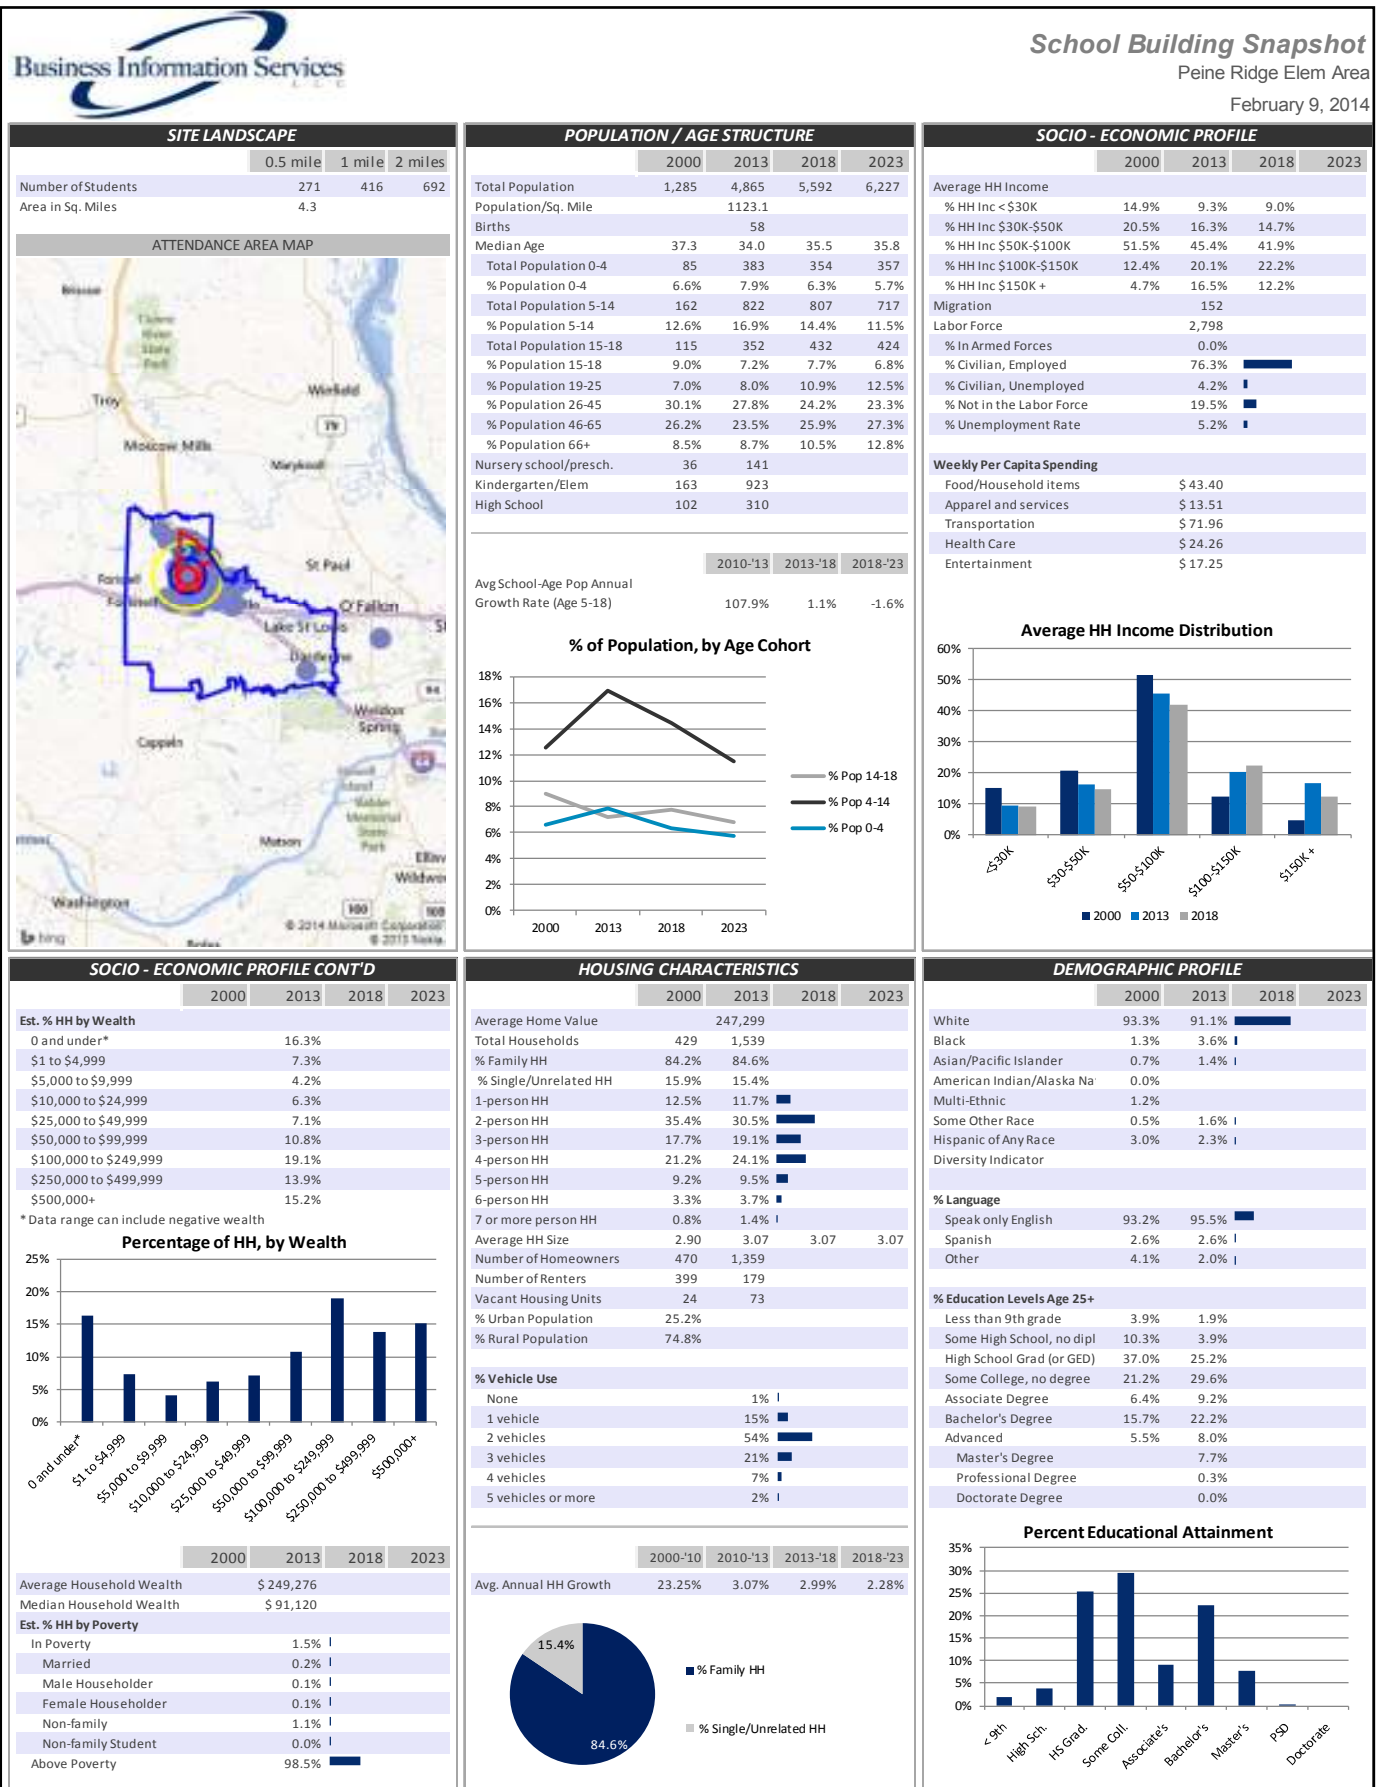 Business Information Services
L L C
School Building Snapshot
Peine Ridge Elem Area
February 9, 2014
SITE LANDSCAPE
0.5 mile 1 mile 2 miles
Number of Students 271 416 692
Area in Sq. Miles 4.3
ATTENDANCE AREA MAP
Troy
Winfield
79
Moscow Mills
St Paul
O'Fallon
Lake St Louis
Dardenne
94
Weldon
Spring
Cappeln
Matson
Washington
100
© 2014 Microsoft Corporation
bing
© 2013 Nokia
POPULATION / AGE STRUCTURE
2000 2013 2018 2023
Total Population 1,285 4,865 5,592 6,227
Population/Sq. Mile 1123.1
Births 58
Median Age 37.3 34.0 35.5 35.8
Total Population 0-4 85 383 354 357
% Population 0-4 6.6% 7.9% 6.3% 5.7%
Total Population 5-14 162 822 807 717
% Population 5-14 12.6% 16.9% 14.4% 11.5%
Total Population 15-18 115 352 432 424
% Population 15-18 9.0% 7.2% 7.7% 6.8%
% Population 19-25 7.0% 8.0% 10.9% 12.5%
% Population 26-45 30.1% 27.8% 24.2% 23.3%
% Population 46-65 26.2% 23.5% 25.9% 27.3%
% Population 66+ 8.5% 8.7% 10.5% 12.8%
Nursery school/presch. 36 141
Kindergarten/Elem 163 923
High School 102 310
2010-'13 2013-'18 2018-'23
Avg School-Age Pop Annual
Growth Rate (Age 5-18) 107.9% 1.1% -1.6%
% of Population, by Age Cohort
18%
16%
14%
12%
10%
8%
6%
4%
2%
0%
2000 2013 2018 2023
% Pop 14-18
% Pop 4-14
% Pop 0-4
SOCIO - ECONOMIC PROFILE
2000 2013 2018 2023
Average HH Income
% HH Inc < $30K 14.9% 9.3% 9.0%
% HH Inc $30K-$50K 20.5% 16.3% 14.7%
% HH Inc $50K-$100K 51.5% 45.4% 41.9%
% HH Inc $100K-$150K 12.4% 20.1% 22.2%
% HH Inc $150K + 4.7% 16.5% 12.2%
Migration 152
Labor Force 2,798
% In Armed Forces 0.0%
% Civilian, Employed 76.3%
% Civilian, Unemployed 4.2%
% Not in the Labor Force 19.5%
% Unemployment Rate 5.2%
Weekly Per Capita Spending
Food/Household items $ 43.40
Apparel and services $ 13.51
Transportation $ 71.96
Health Care $ 24.26
Entertainment $ 17.25
Average HH Income Distribution
60%
50%
40%
30%
20%
10%
0%
<$30K $30-$50K $50-$100K $100-$150K $150K +
2000 2013 2018
SOCIO - ECONOMIC PROFILE CONT'D
2000 2013 2018 2023
Est. % HH by Wealth
0 and under* 16.3%
$1 to $4,999 7.3%
$5,000 to $9,999 4.2%
$10,000 to $24,999 6.3%
$25,000 to $49,999 7.1%
$50,000 to $99,999 10.8%
$100,000 to $249,999 19.1%
$250,000 to $499,999 13.9%
$500,000+ 15.2%
* Data range can include negative wealth
Percentage of HH, by Wealth
25%
20%
15%
10%
5%
0%
0 and under* $1 to $4,999 $5,000 to $9,999 $10,000 to $24,999 $25,000 to $49,999 $50,000 to $99,999 $100,000 to $249,999 $250,000 to $499,999 $500,000+
2000 2013 2018 2023
Average Household Wealth $ 249,276
Median Household Wealth $ 91,120
Est. % HH by Poverty
In Poverty 1.5%
Married 0.2%
Male Householder 0.1%
Female Householder 0.1%
Non-family 1.1%
Non-family Student 0.0%
Above Poverty 98.5%
HOUSING CHARACTERISTICS
2000 2013 2018 2023
Average Home Value 247,299
Total Households 429 1,539
% Family HH 84.2% 84.6%
% Single/Unrelated HH 15.9% 15.4%
1-person HH 12.5% 11.7%
2-person HH 35.4% 30.5%
3-person HH 17.7% 19.1%
4-person HH 21.2% 24.1%
5-person HH 9.2% 9.5%
6-person HH 3.3% 3.7%
7 or more person HH 0.8% 1.4%
Average HH Size 2.90 3.07 3.07 3.07
Number of Homeowners 470 1,359
Number of Renters 399 179
Vacant Housing Units 24 73
% Urban Population 25.2%
% Rural Population 74.8%
% Vehicle Use
None 1%
1 vehicle 15%
2 vehicles 54%
3 vehicles 21%
4 vehicles 7%
5 vehicles or more 2%
2000-'10 2010-'13 2013-'18 2018-'23
Avg. Annual HH Growth 23.25% 3.07% 2.99% 2.28%
15.4%
84.6%
% Family HH
% Single/Unrelated HH
DEMOGRAPHIC PROFILE
2000 2013 2018 2023
White 93.3% 91.1%
Black 1.3% 3.6%
Asian/Pacific Islander 0.7% 1.4%
American Indian/Alaska Na 0.0%
Multi-Ethnic 1.2%
Some Other Race 0.5% 1.6%
Hispanic of Any Race 3.0% 2.3%
Diversity Indicator
% Language
Speak only English 93.2% 95.5%
Spanish 2.6% 2.6%
Other 4.1% 2.0%
% Education Levels Age 25+
Less than 9th grade 3.9% 1.9%
Some High School, no dipl 10.3% 3.9%
High School Grad (or GED) 37.0% 25.2%
Some College, no degree 21.2% 29.6%
Associate Degree 6.4% 9.2%
Bachelor's Degree 15.7% 22.2%
Advanced 5.5% 8.0%
Master's Degree 7.7%
Professional Degree 0.3%
Doctorate Degree 0.0%
Percent Educational Attainment
35%
30%
25%
20%
15%
10%
5%
0%
< 9th High Sch. HS Grad. Some Coll. Associate's Bachelor's Master's PSD Doctorate